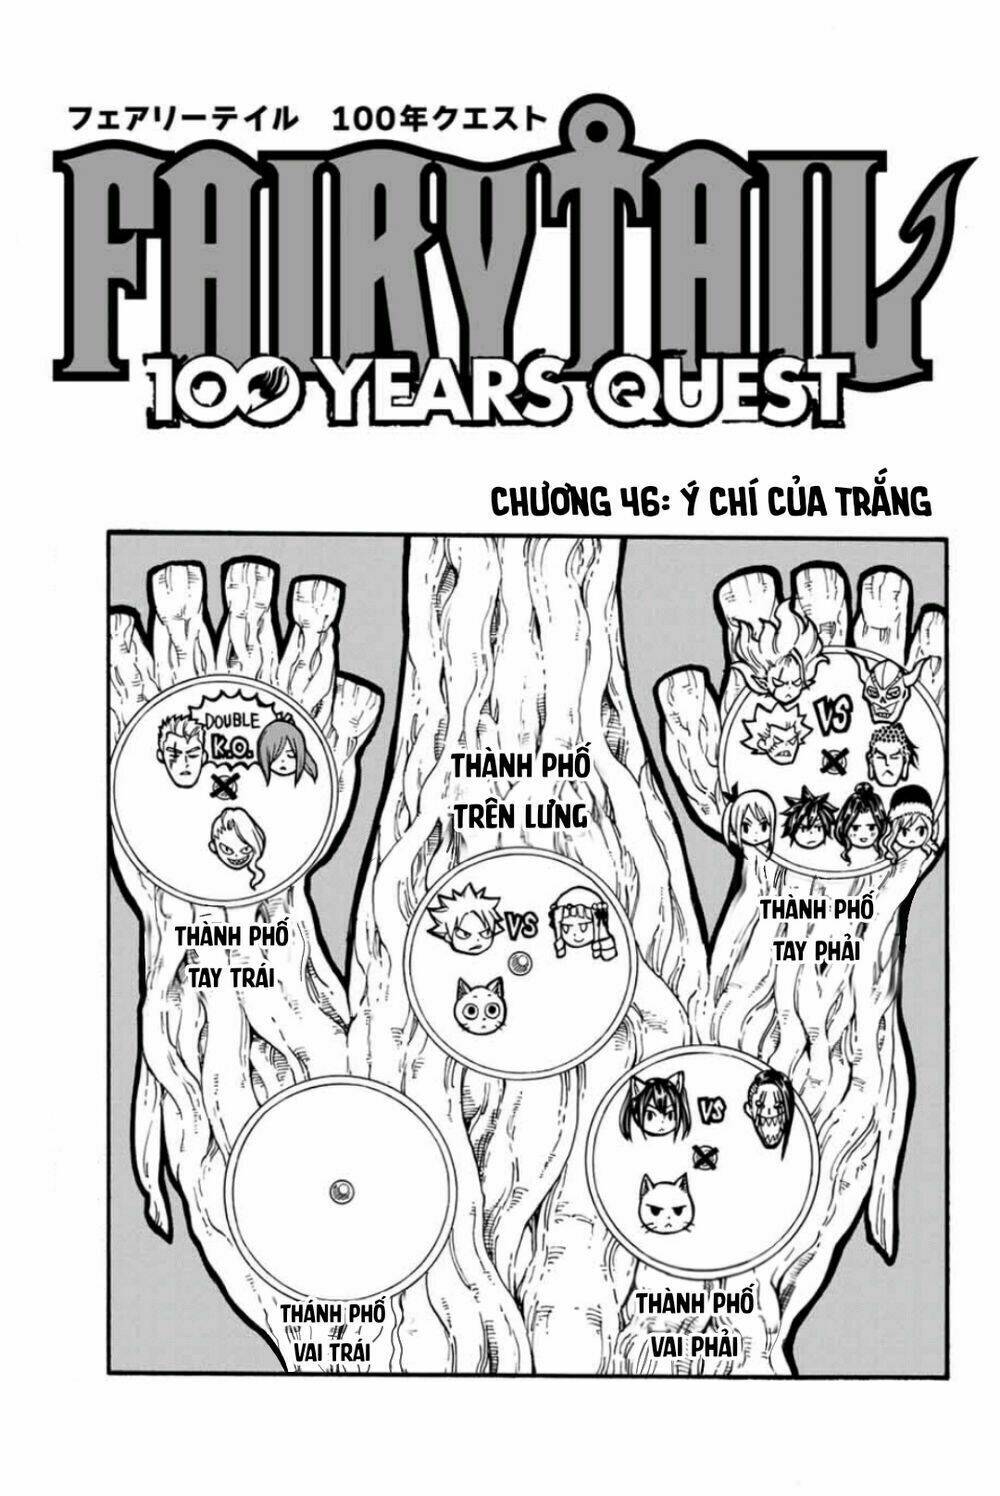 フェアリーテイル 100年クエスト
FAIRY TAIL
100 YEARS QUEST
CHƯƠNG 46: Ý CHÍ CỦA TRẮNG
DOUBLE
K.O.
VS
THÀNH PHỐ
TRÊN LƯNG
THÀNH PHỐ
TAY TRÁI
VS
THÀNH PHỐ
TAY PHẢI
VS
THÁNH PHỐ
VAI TRÁI
THÀNH PHỐ
VAI PHẢI